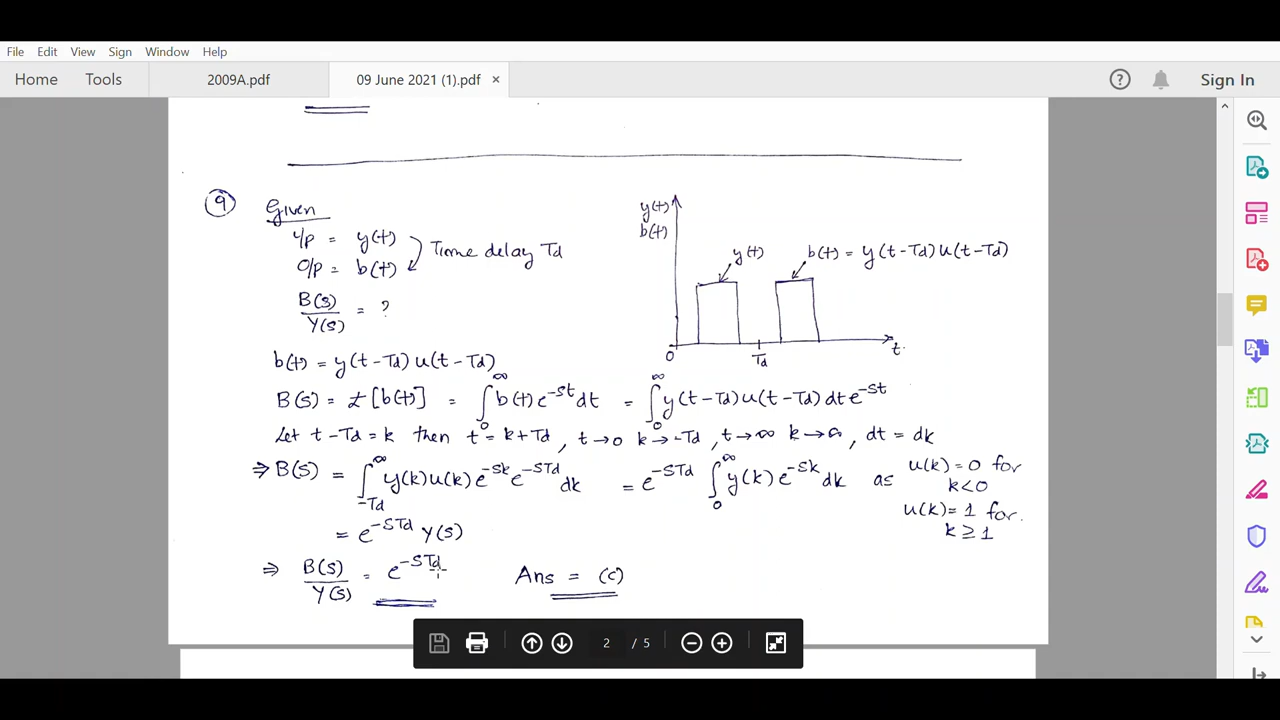 File Edit View Sign Window Help
Home Tools 2009A.pdf 09 June 2021 (1).pdf × ? Sign In
9 Given
i/p = y(t)
o/p = b(t)
Time delay Td
B(s)/Y(s) = ?
y(t)
b(t)
y(t) b(t) = y(t-Td)u(t-Td)
0 Td t
b(t) = y(t-Td)u(t-Td)
B(s) = ℒ[b(t)] = ∫₀^∞ b(t)e^-st dt = ∫₀^∞ y(t-Td)u(t-Td)dt e^-st
Let t-Td = k then t = k+Td, t→0 k→-Td, t→∞ k→∞, dt = dk
⇒ B(s) = ∫_-Td^∞ y(k)u(k)e^-sk e^-sTd dk = e^-sTd ∫₀^∞ y(k)e^-sk dk as u(k) = 0 for
k<0
u(k) = 1 for
k ≥ 1
= e^-sTd Y(s)
⇒ B(s)/Y(s) = e^-sTd Ans = (c)
2 / 5